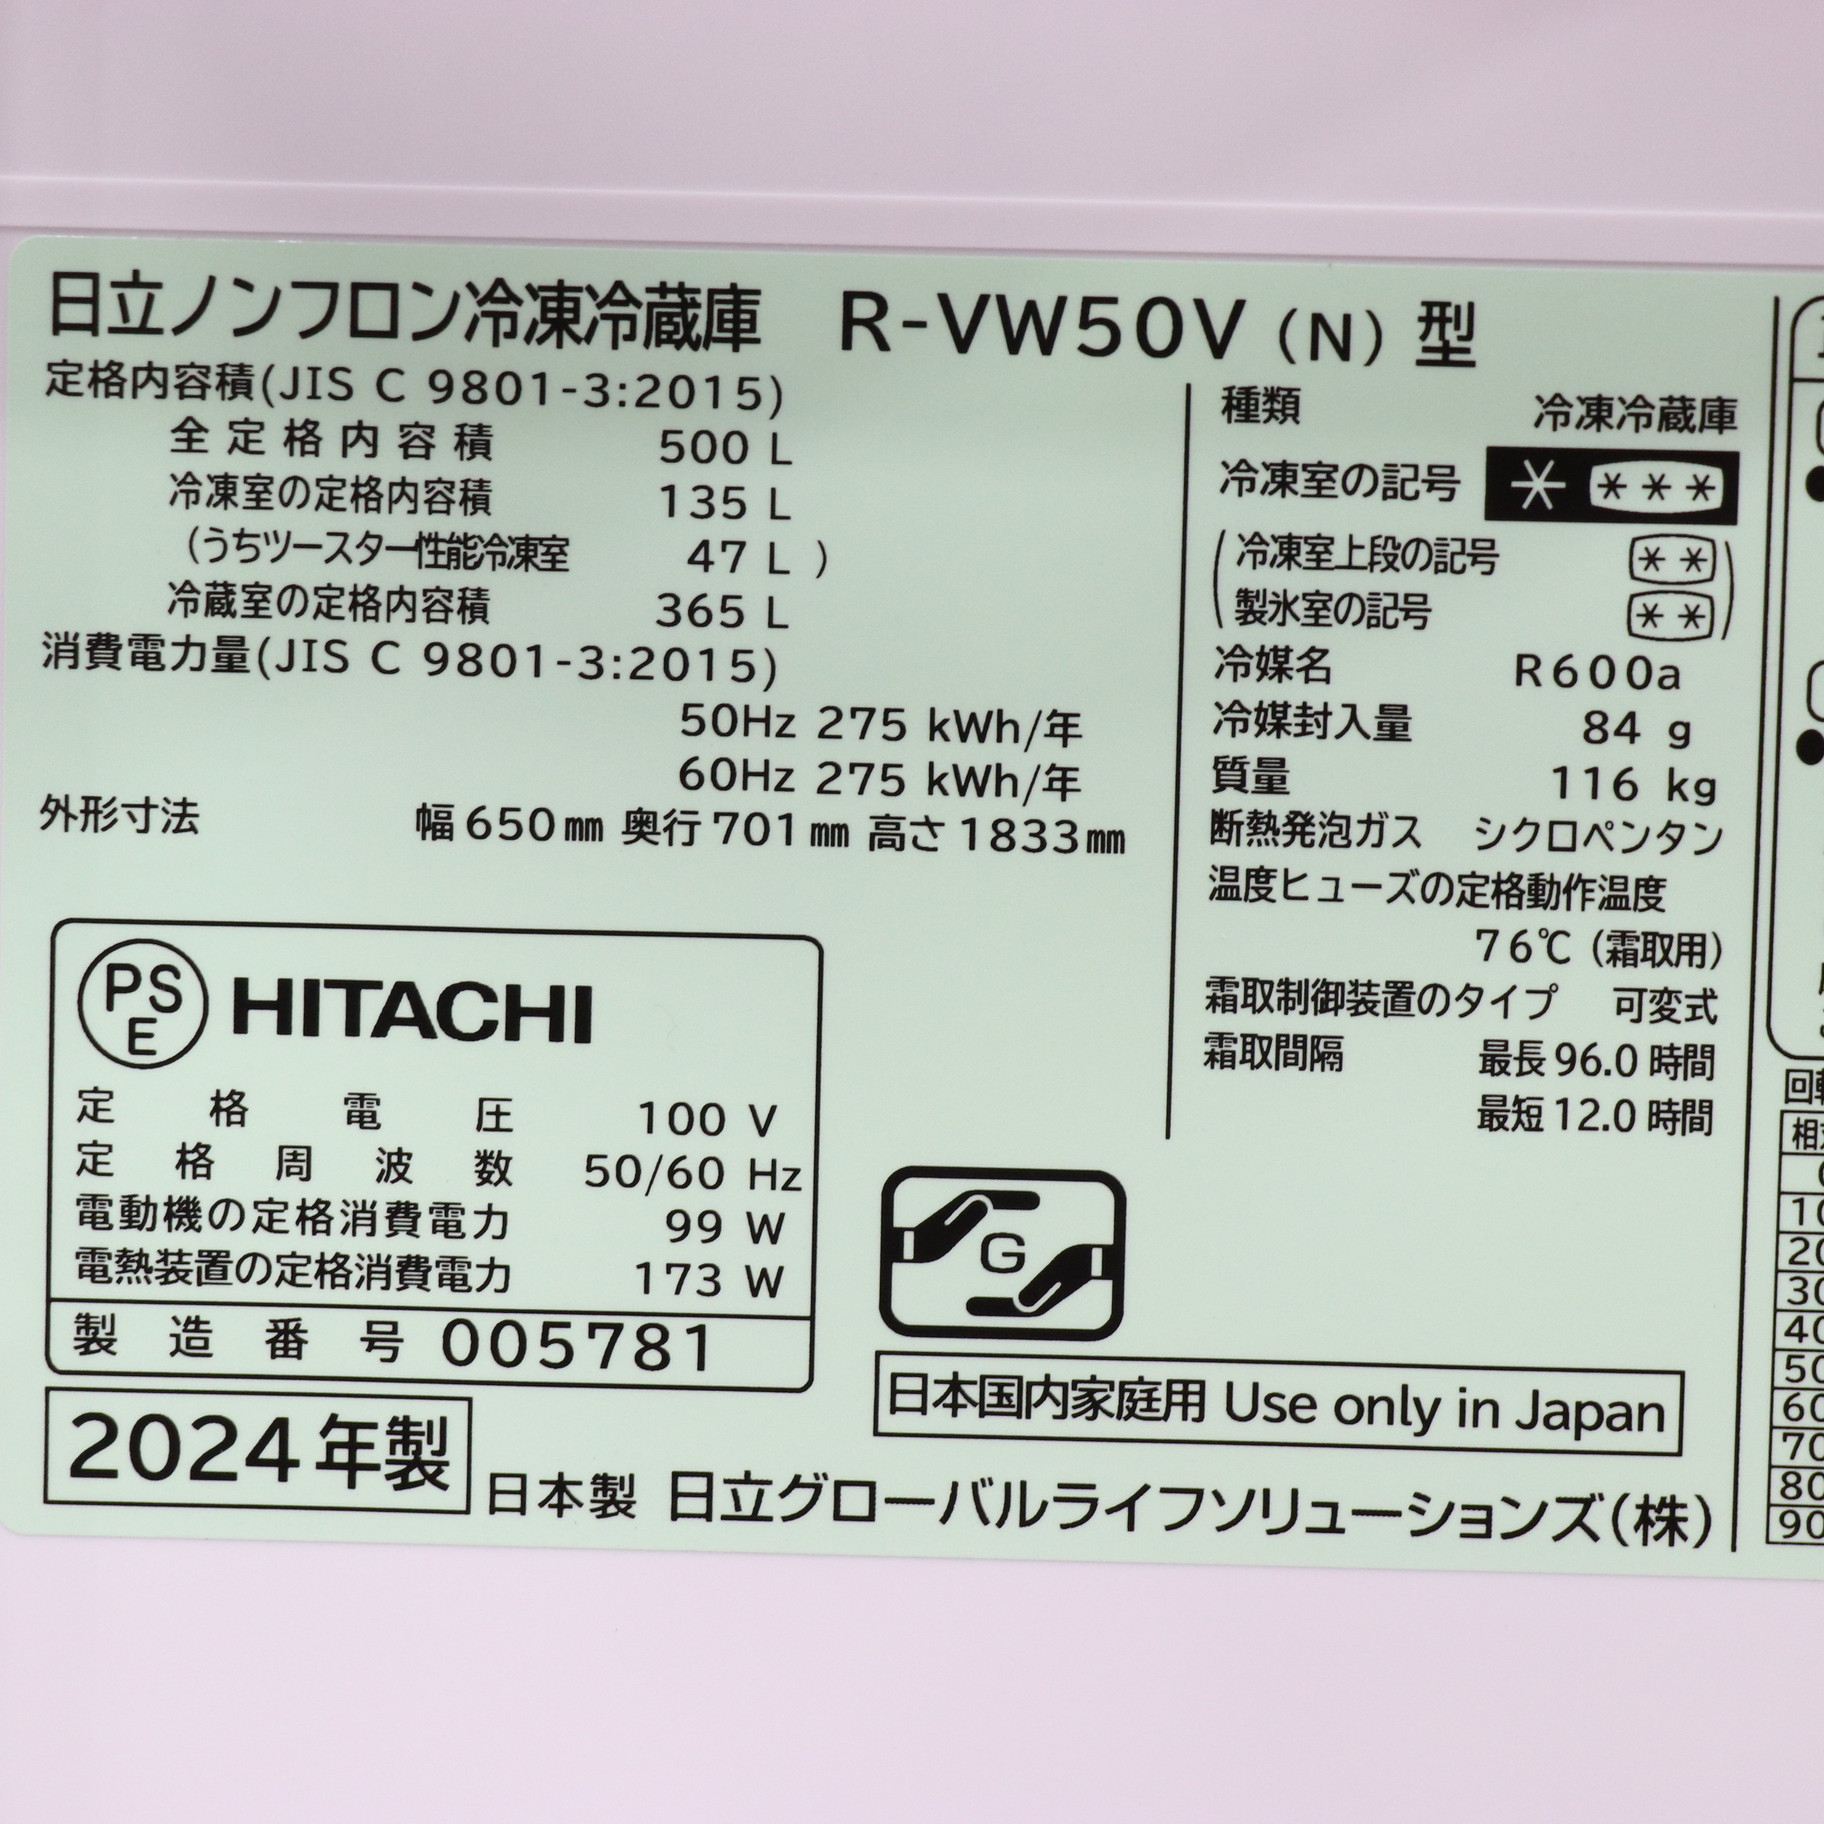 日立ノンフロン冷凍冷蔵庫 R-VW50V (N) 型
定格内容積(JIS C 9801-3:2015)
全定格内容積 500 L
冷凍室の定格内容積 135 L
(うちツースター性能冷凍室 47 L )
冷蔵室の定格内容積 365 L
消費電力量(JIS C 9801-3:2015)
50Hz 275 kWh/年
60Hz 275 kWh/年
外形寸法 幅650㎜ 奥行701㎜ 高さ1833㎜
PSE HITACHI
定格電圧 100 V
定格周波数 50/60 Hz
電動機の定格消費電力 99 W
電熱装置の定格消費電力 173 W
製造番号 005781
2024年製
日本製 日立グローバルライフソリューションズ(株)
種類 冷凍冷蔵庫
冷凍室の記号 * ***
(冷凍室上段の記号 **
製氷室の記号 **)
冷媒名 R600a
冷媒封入量 84 g
質量 116 kg
断熱発泡ガス シクロペンタン
温度ヒューズの定格動作温度
76℃ (霜取用)
霜取制御装置のタイプ 可変式
霜取間隔 最長96.0時間
最短12.0時間
G
日本国内家庭用 Use only in Japan